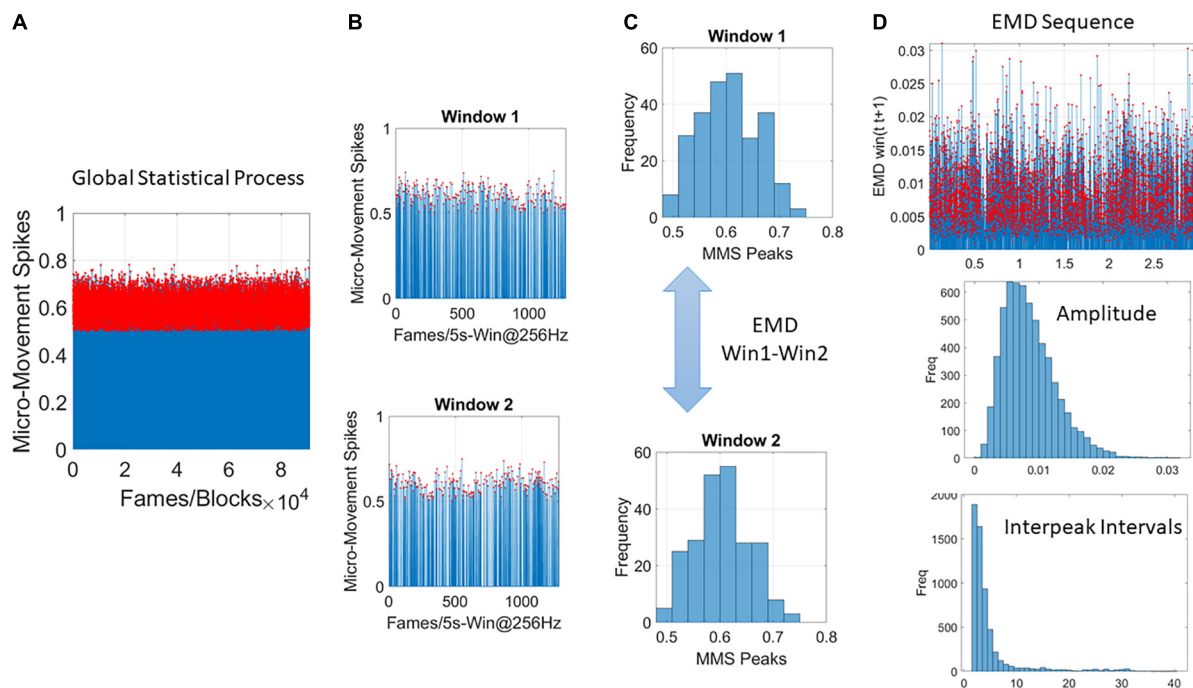 A
Global Statistical Process
Micro-Movement Spikes
1
0.8
0.6
0.4
0.2
0
0 2 4 6 8
Fames/Blocks ×10^4
B
Window 1
Micro-Movement Spikes
1
0.5
0
0 500 1000
Fames/5s-Win@256Hz
Window 2
Micro-Movement Spikes
1
0.5
0
0 500 1000
Fames/5s-Win@256Hz
C
Window 1
Frequency
60
40
20
0
0.5 0.6 0.7 0.8
MMS Peaks
EMD
Win1-Win2
Window 2
Frequency
60
40
20
0
0.5 0.6 0.7 0.8
MMS Peaks
D
EMD Sequence
EMD win(t t+1)
0.03
0.025
0.02
0.015
0.01
0.005
0
0.5 1 1.5 2 2.5
Amplitude
Freq
600
500
400
300
200
100
0
0 0.01 0.02 0.03
Interpeak Intervals
Freq
2000
1500
1000
500
0
0 10 20 30 40